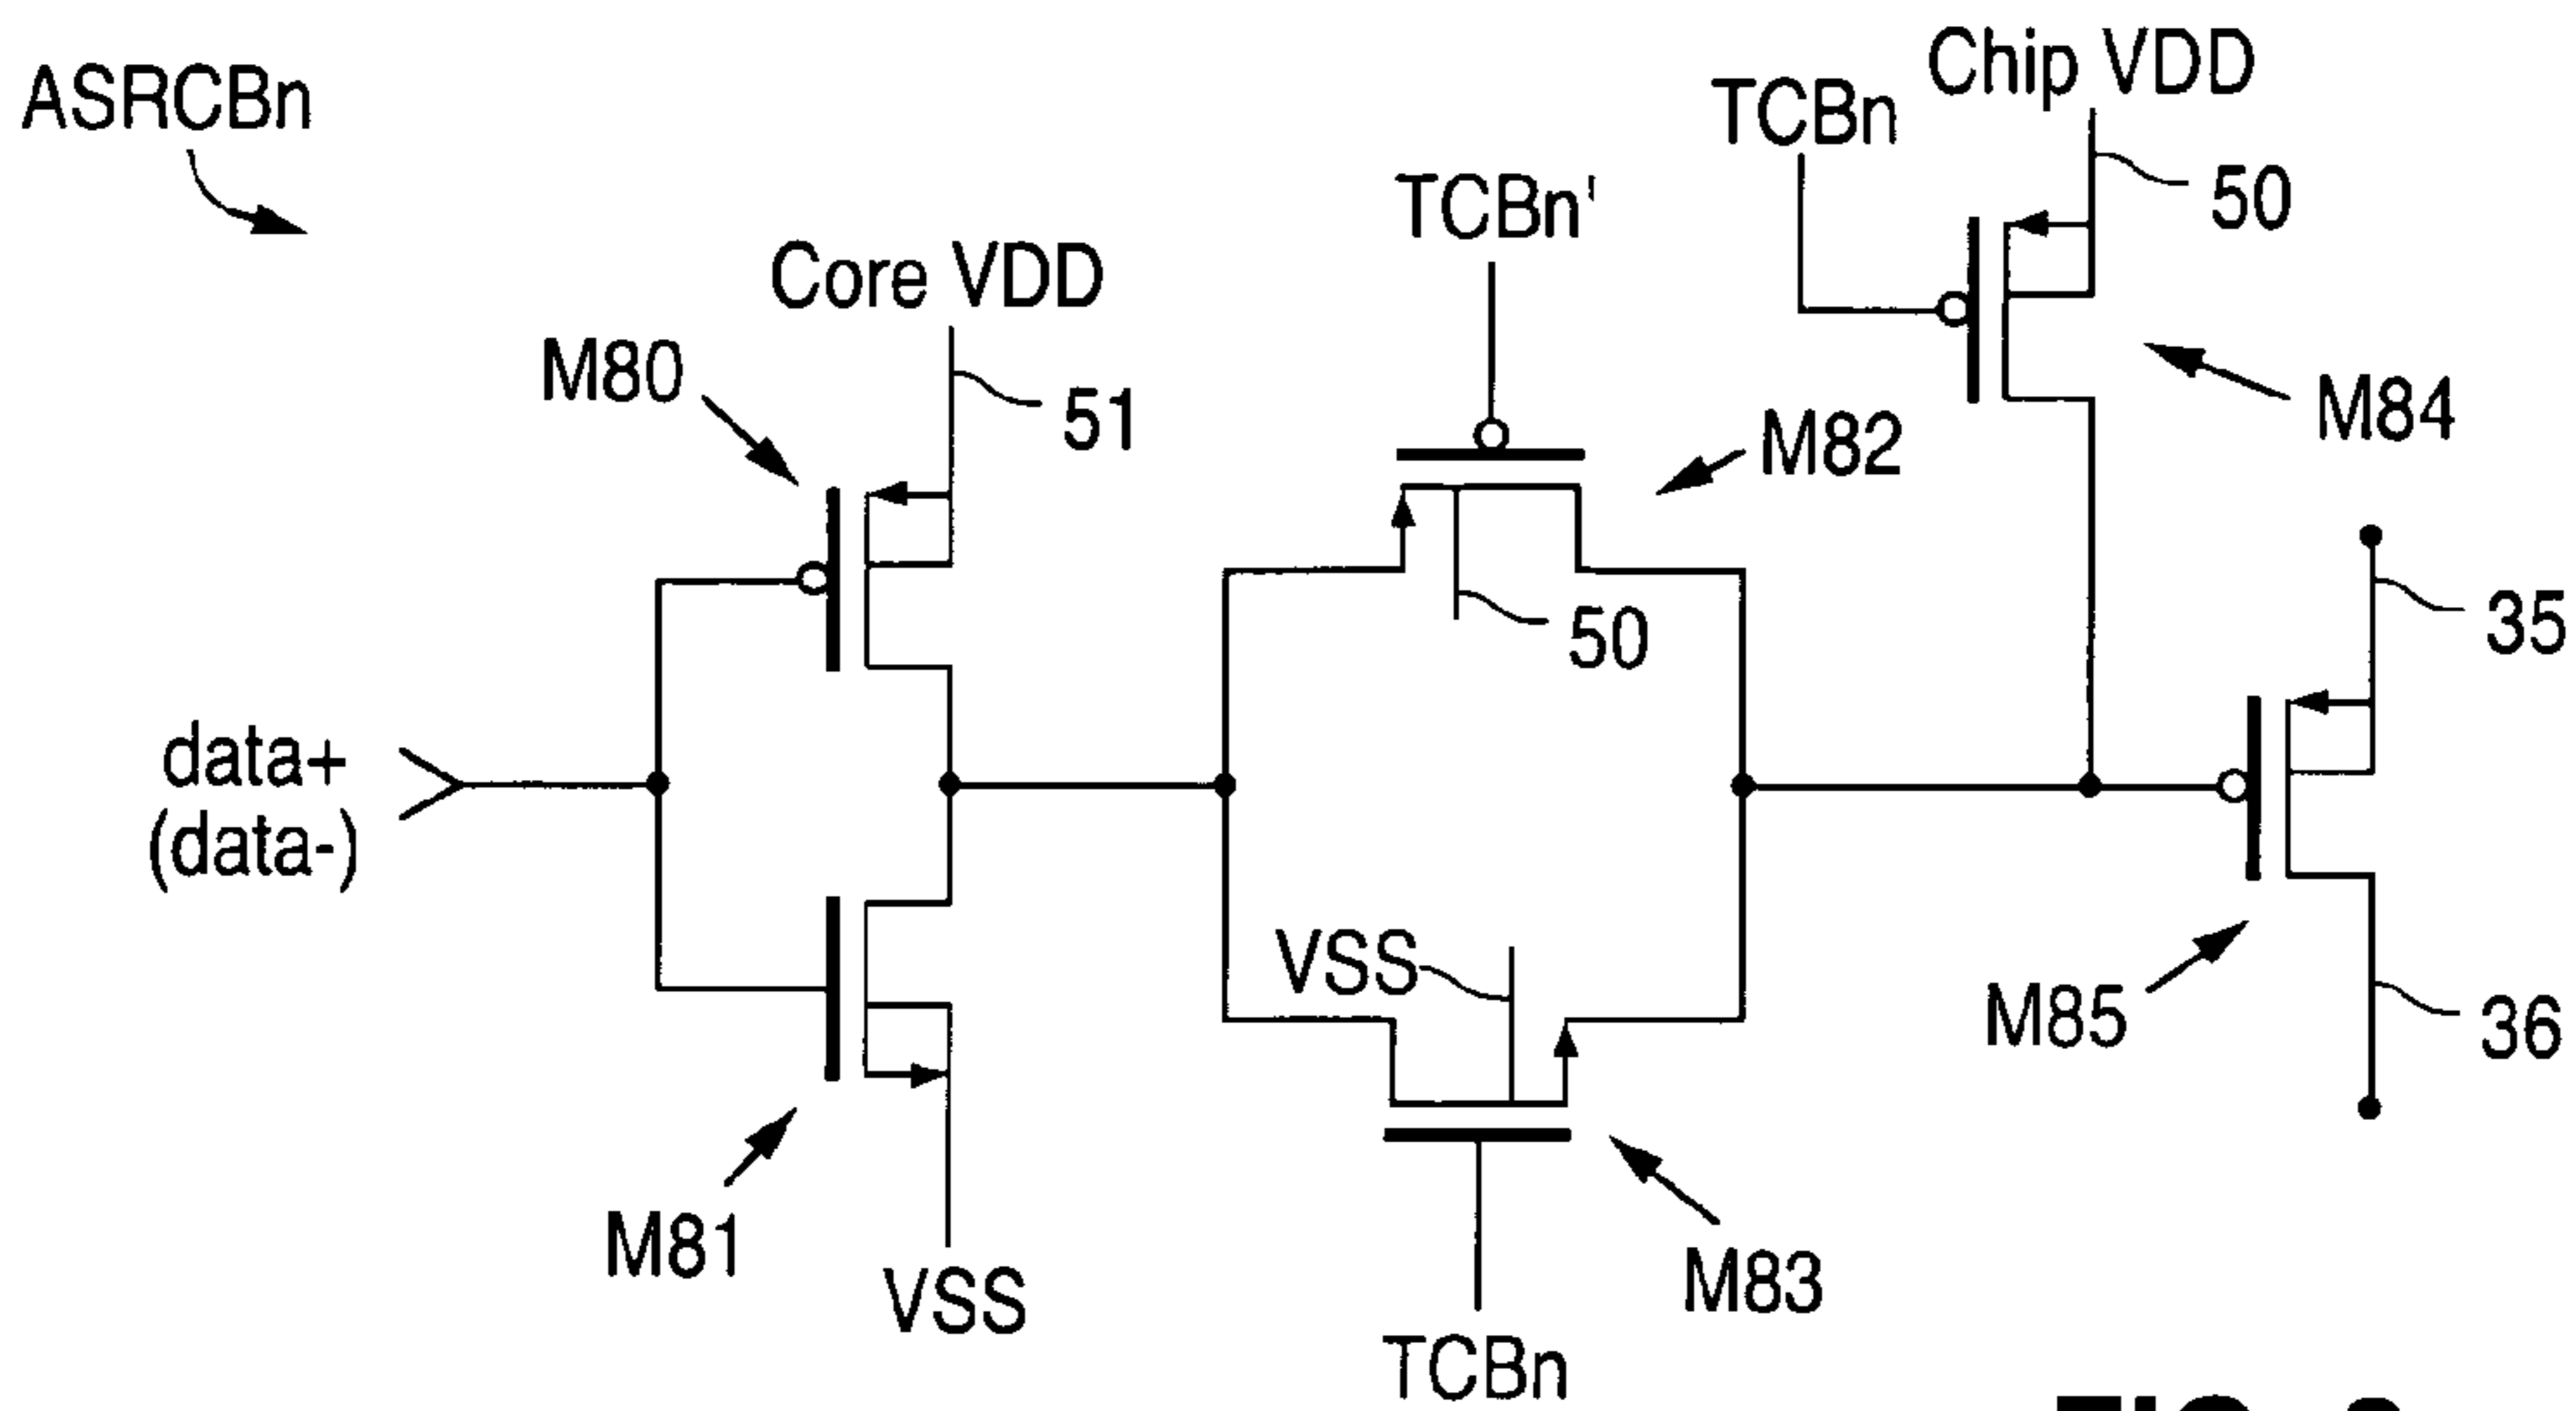 ASRCBn
Chip VDD
TCBn
50
TCBn'
Core VDD
M80
51
M82
M84
50
35
data+
(data-)
VSS
M85
36
M81
VSS
M83
TCBn